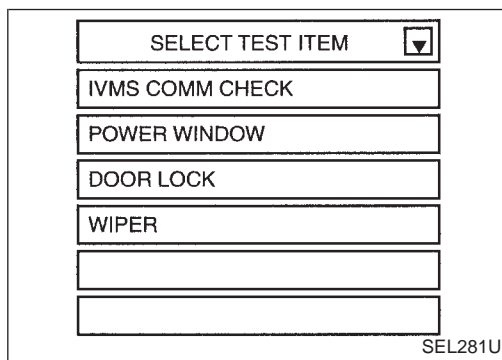 SELECT TEST ITEM
IVMS COMM CHECK
POWER WINDOW
DOOR LOCK
WIPER
SEL281U